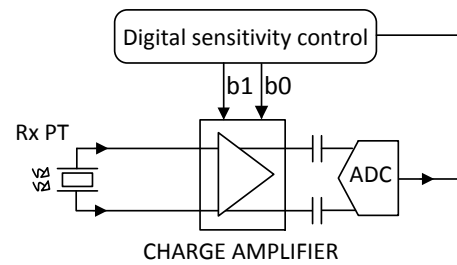 Digital sensitivity control
b1 b0
Rx PT
ADC
CHARGE AMPLIFIER